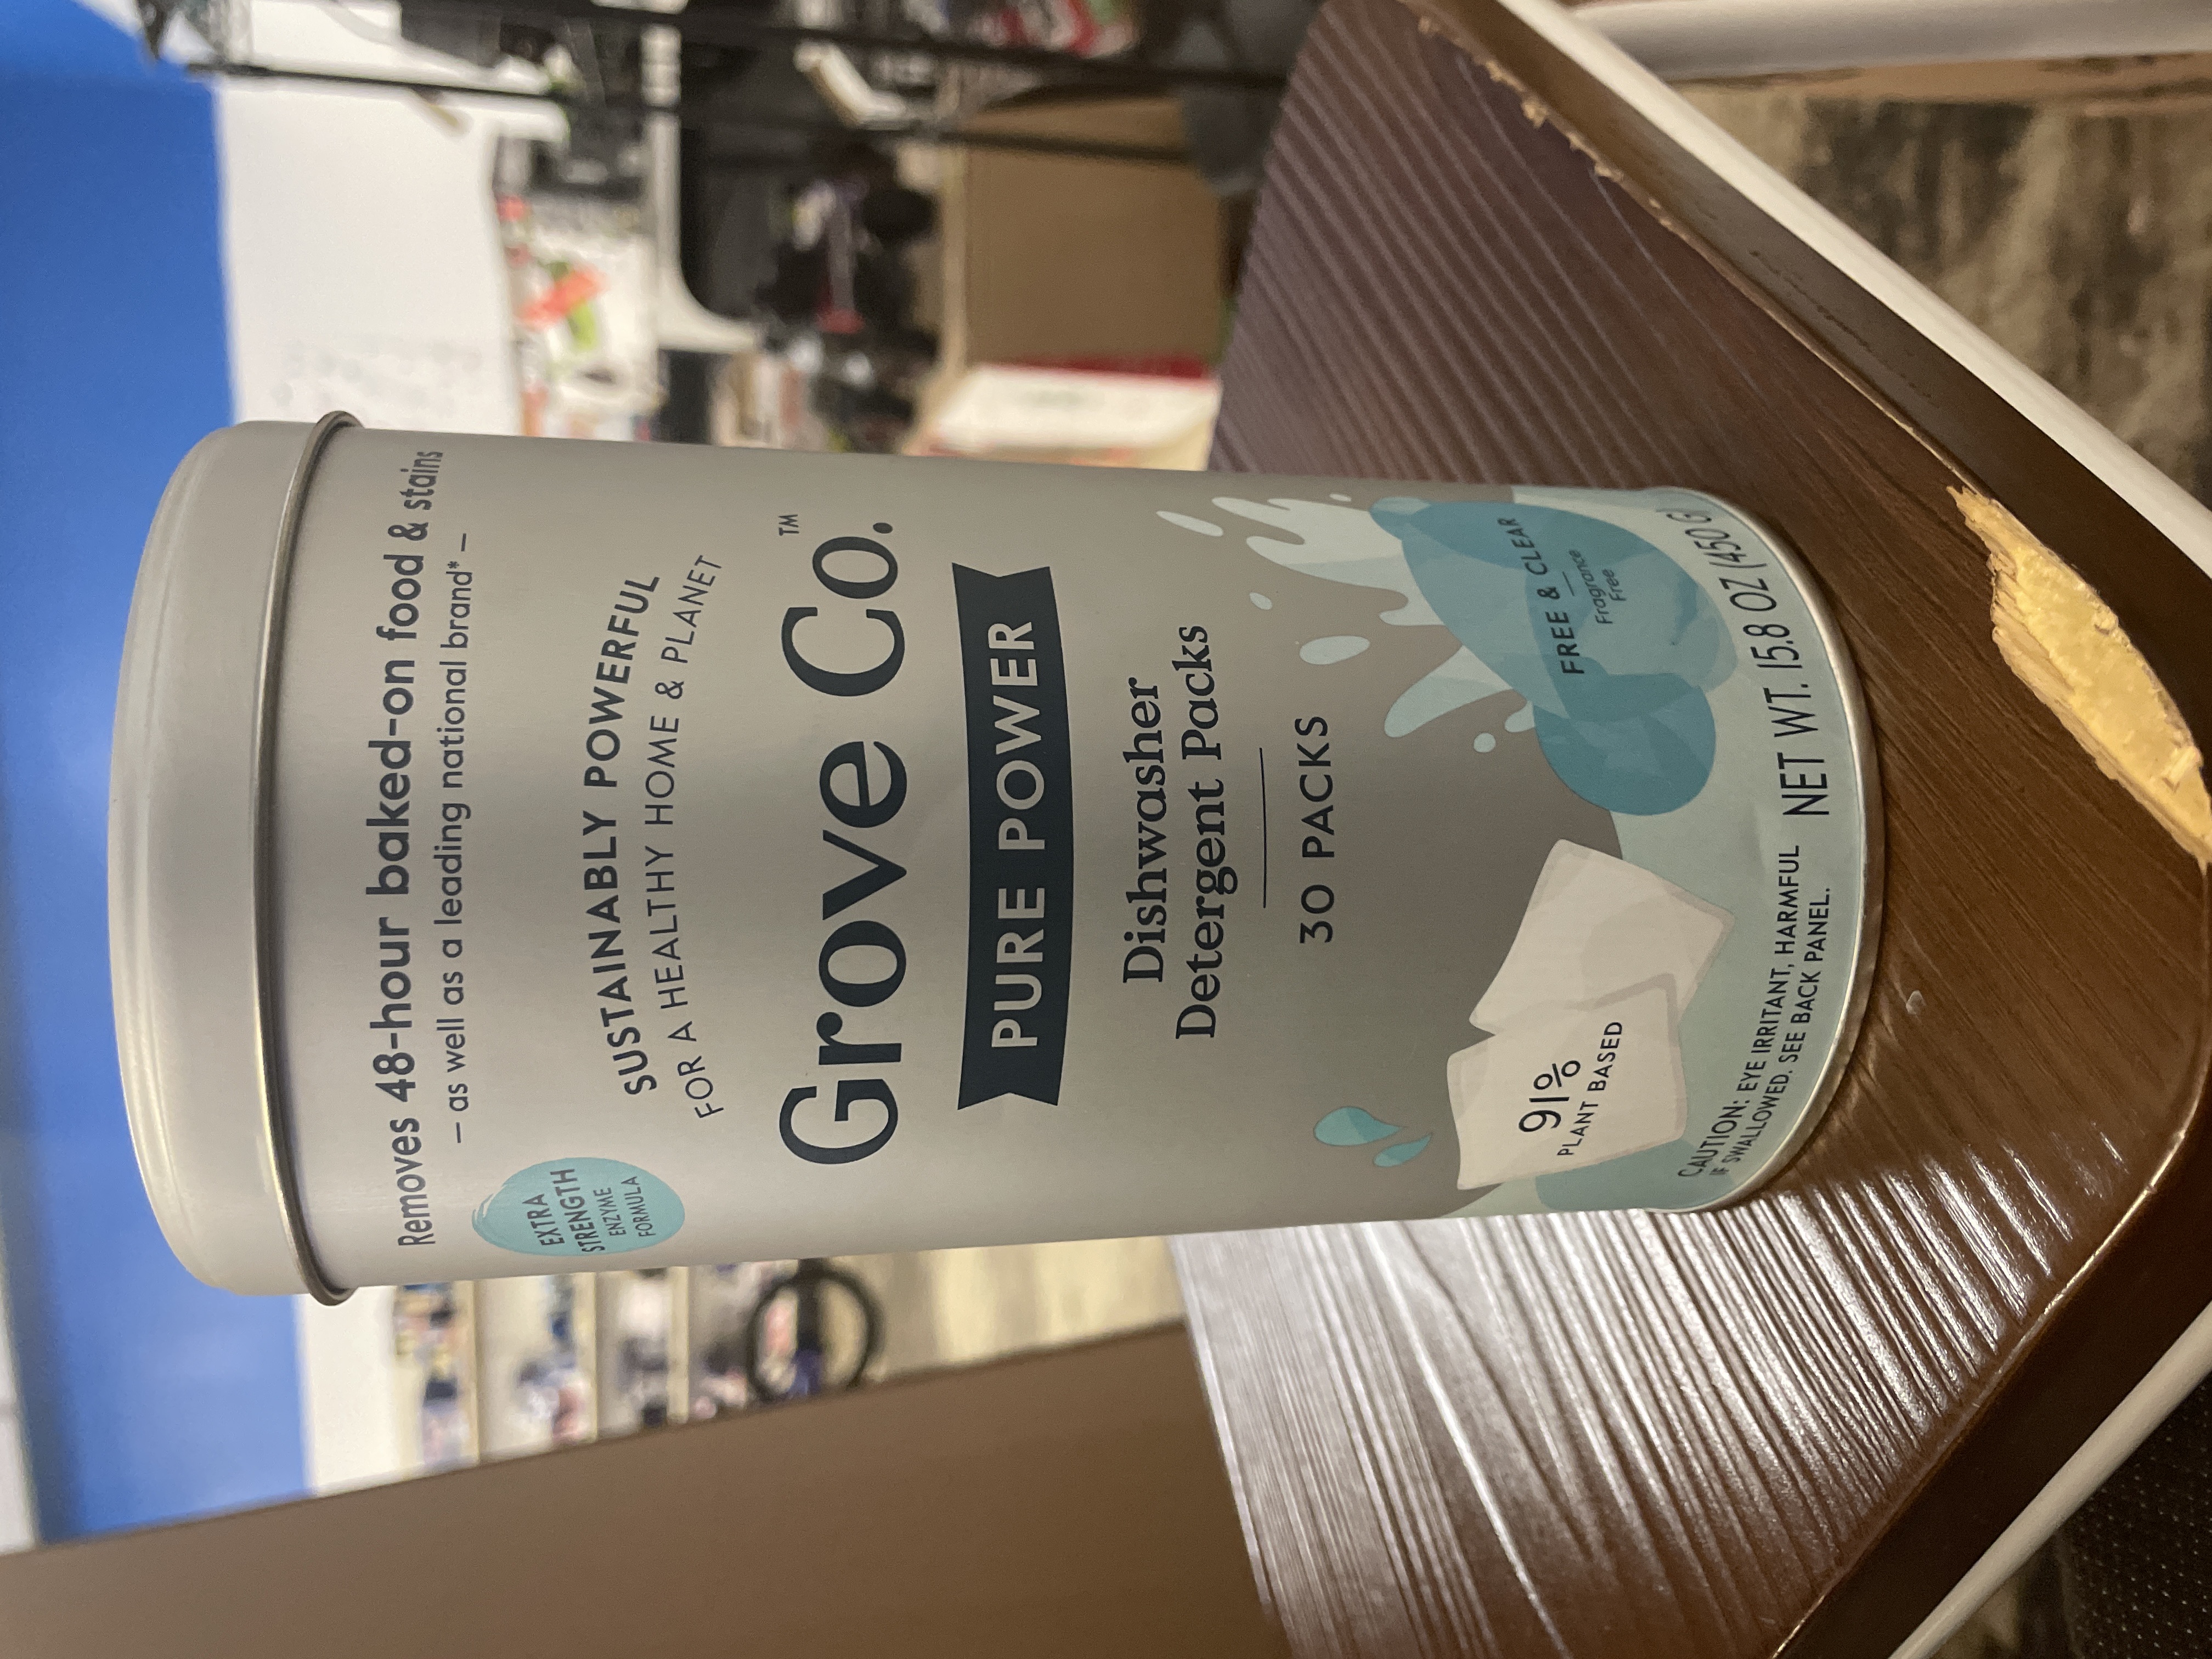 Removes 48-hour baked-on food & stains
– as well as a leading national brand* –
EXTRA
STRENGTH
ENZYME
FORMULA
SUSTAINABLY POWERFUL
FOR A HEALTHY HOME & PLANET
Grove Co.™
PURE POWER
Dishwasher
Detergent Packs
30 PACKS
FREE & CLEAR
Fragrance
Free
91%
PLANT BASED
CAUTION: EYE IRRITANT, HARMFUL
IF SWALLOWED. SEE BACK PANEL.
NET WT. 15.8 OZ (450 G)